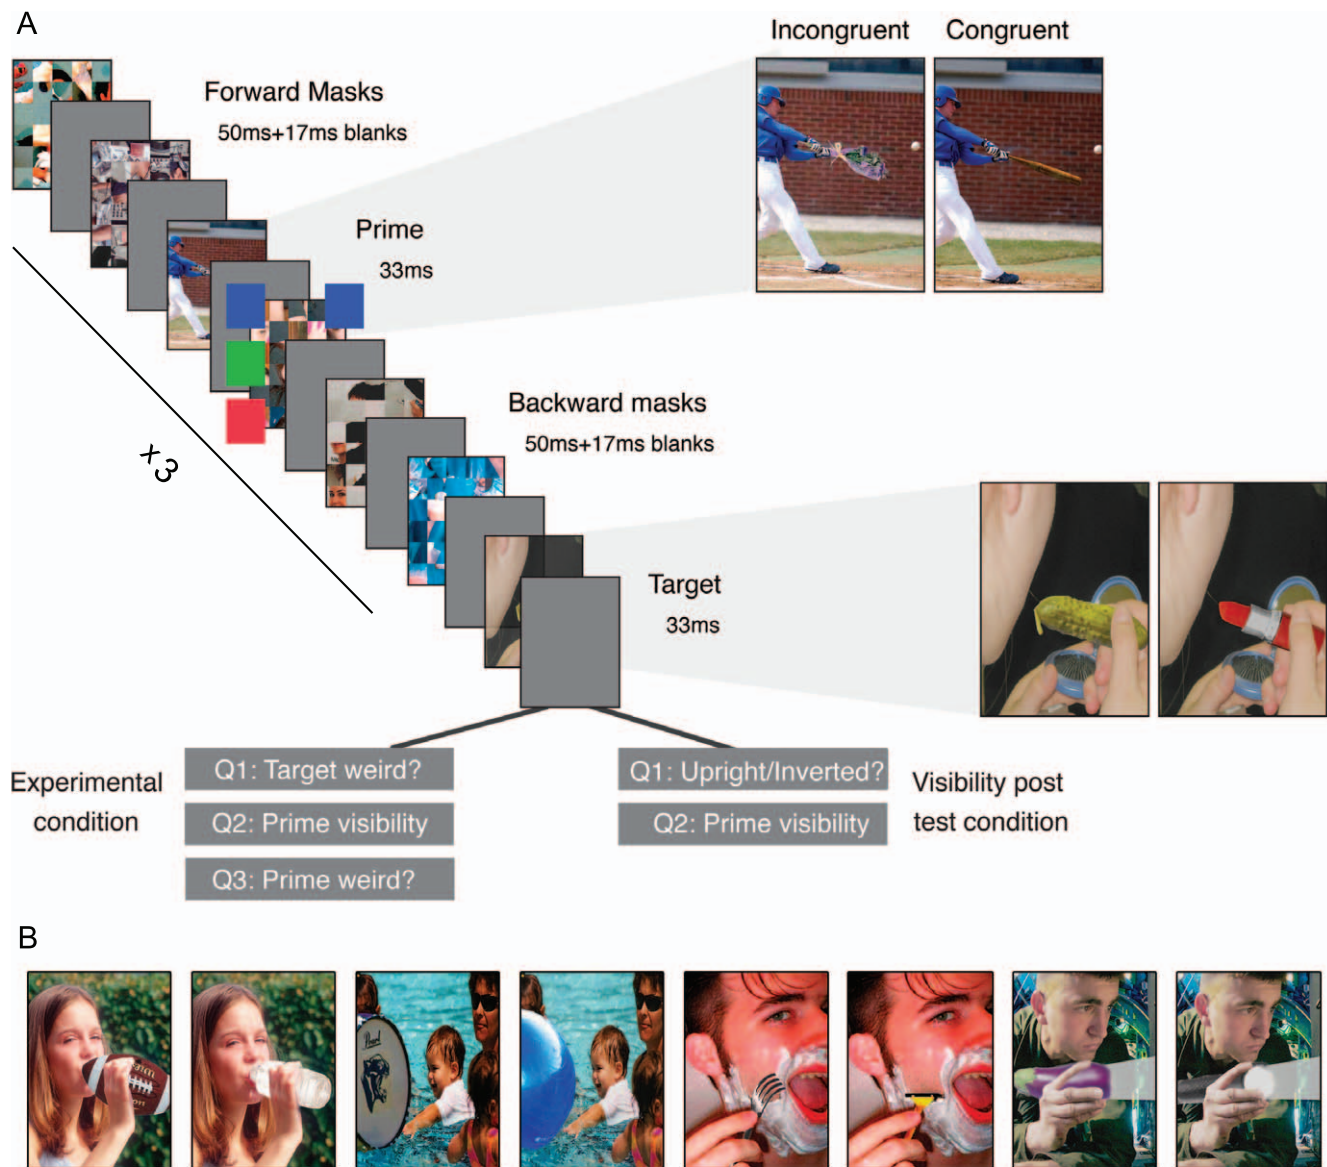 A
Incongruent
Congruent
Forward Masks
50ms+17ms blanks
Prime
33ms
x3
Backward masks
50ms+17ms blanks
Target
33ms
Experimental
condition
Q1: Target weird?
Q2: Prime visibility
Q3: Prime weird?
Q1: Upright/Inverted?
Q2: Prime visibility
Visibility post
test condition
B
Pearl